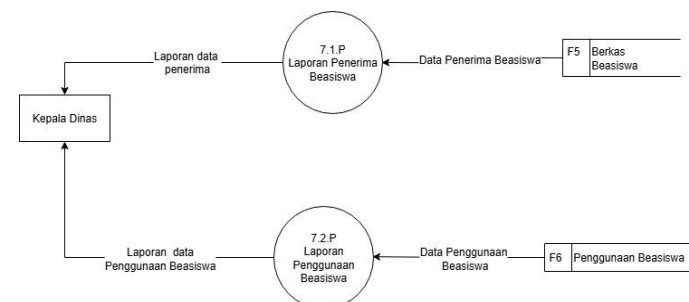 7.1.P
Laporan Penerima
Beasiswa
Laporan data
penerima
Data Penerima Beasiswa
F5
Berkas
Beasiswa
Kepala Dinas
7.2.P
Laporan
Penggunaan
Beasiswa
Laporan data
Penggunaan Beasiswa
Data Penggunaan
Beasiswa
F6
Penggunaan Beasiswa